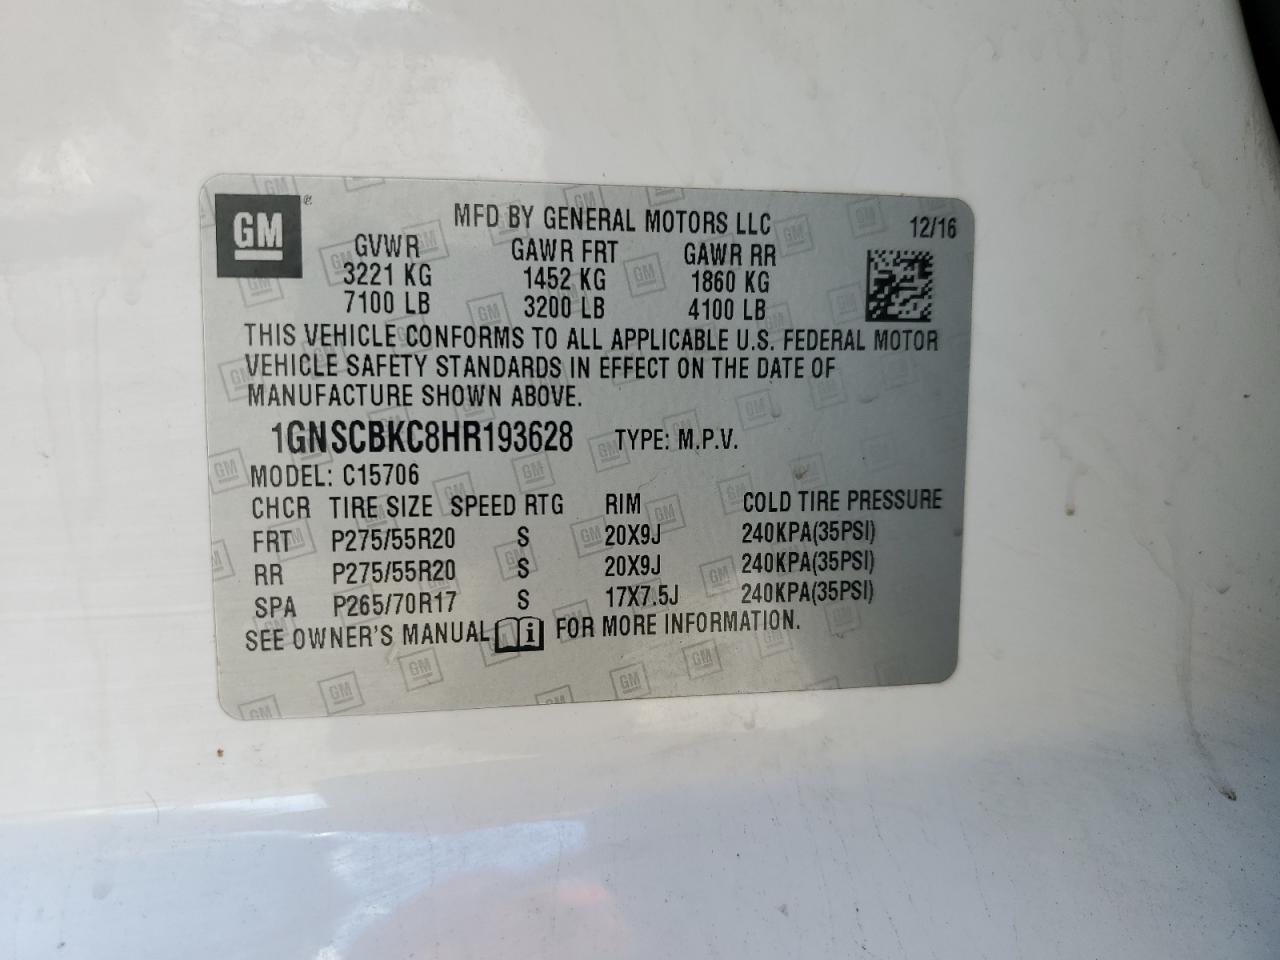 GM ®
MFD BY GENERAL MOTORS LLC 12/16
GVWR GAWR FRT GAWR RR
3221 KG 1452 KG 1860 KG
7100 LB 3200 LB 4100 LB
THIS VEHICLE CONFORMS TO ALL APPLICABLE U.S. FEDERAL MOTOR
VEHICLE SAFETY STANDARDS IN EFFECT ON THE DATE OF
MANUFACTURE SHOWN ABOVE.
1GNSCBKC8HR193628 TYPE: M.P.V.
MODEL: C15706
CHCR TIRE SIZE SPEED RTG RIM COLD TIRE PRESSURE
FRT P275/55R20 S 20X9J 240KPA(35PSI)
RR P275/55R20 S 20X9J 240KPA(35PSI)
SPA P265/70R17 S 17X7.5J 240KPA(35PSI)
SEE OWNER'S MANUAL i FOR MORE INFORMATION.